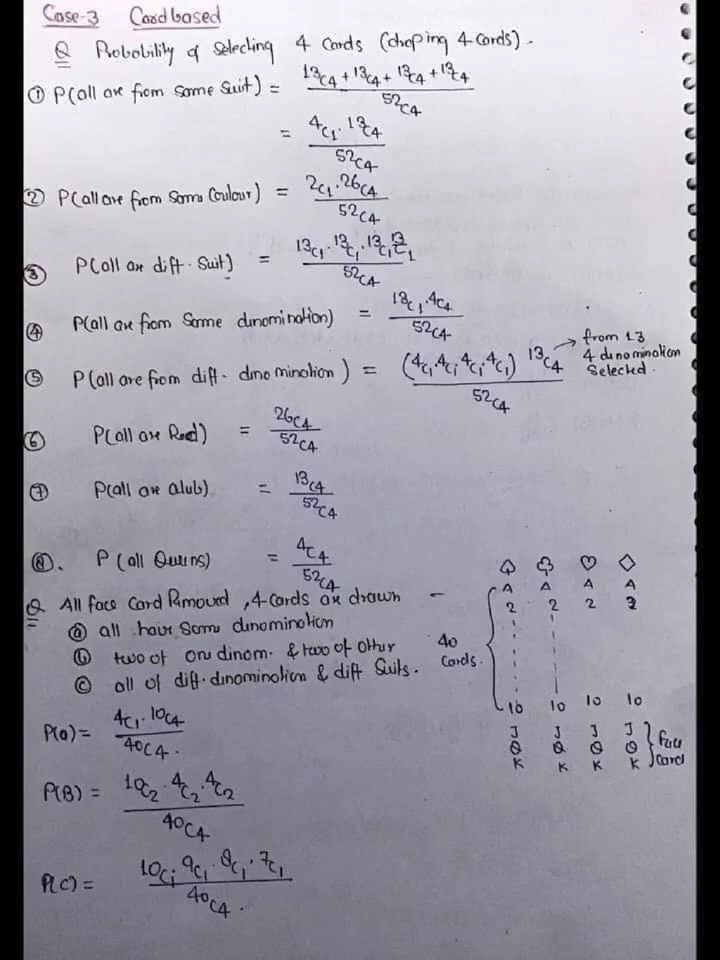 Case-3 Card based
Q Probability of Selecting 4 Cards (droping 4 cards).
① P(all are from same suit) = (13C4 + 13C4 + 13C4 + 13C4) / 52C4
= (4C1 · 13C4) / 52C4
② P(all are from same Coulour) = (2C1 · 26C4) / 52C4
③ P(all are dift. suit) = (13C1 · 13C1 · 13C1 13C1) / 52C4
④ P(all are from same dinomination) = (13C1 · 4C4) / 52C4
⑤ P(all are from diff. dinomination) = ((4C1 · 4C1 4C1 · 4C1) 13C4) / 52C4 → from 13
4 dinomination
Selected.
⑥ P(all are Red) = 26C4 / 52C4
⑦ P(all are club) = 13C4 / 52C4
⑧. P (all Queens) = 4C4 / 52C4
Q All face Card Removed, 4 cards are drawn –
ⓐ all have same dinomination
ⓑ two of one dinom. & two of other
ⓒ all of diff. dinomination & diff Suits.
P(a) = (4C1 · 10C4) / 40C4.
P(B) = (10C2 · 4C2 · 4C2) / 40C4
P(C) = (10C1 9C1 · 8C1 · 7C1) / 40C4.
♤ ♧ ♡ ♢
A A A A
2 2 2 2
40
Cards.
10 10 10 10
J J J J
Q Q Q Q
K K K K
Face
Card